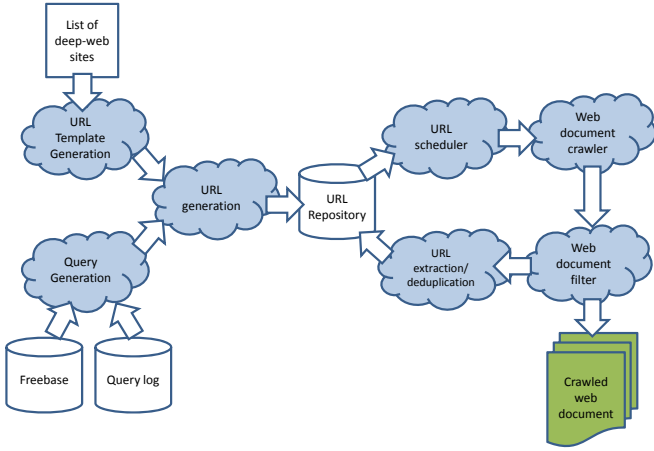 List of
deep-web
sites
URL
Template
Generation
URL
generation
Query
Generation
Freebase
Query log
URL
Repository
URL
scheduler
Web
document
crawler
URL
extraction/
deduplication
Web
document
filter
Crawled
web
document